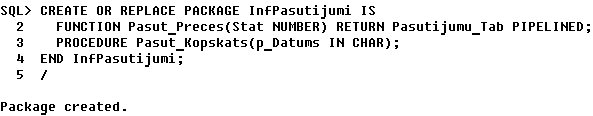 SQL> CREATE OR REPLACE PACKAGE InfPasutijumi IS
  2    FUNCTION Pasut_Preces(Stat NUMBER) RETURN Pasutijumu_Tab PIPELINED;
  3    PROCEDURE Pasut_Kopskats(p_Datums IN CHAR);
  4  END InfPasutijumi;
  5  /
Package created.